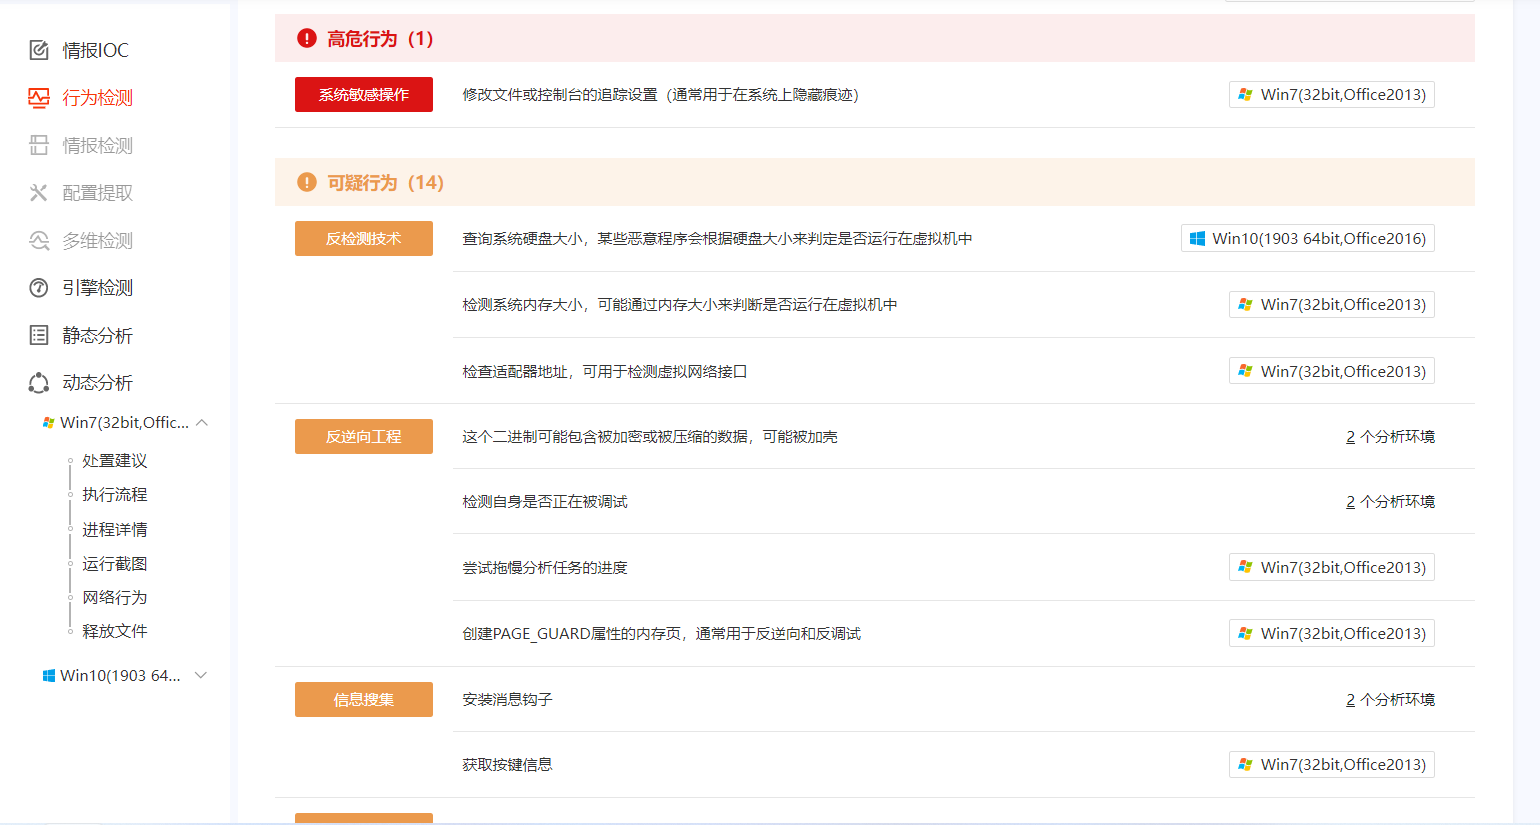 情报IOC
行为检测
情报检测
配置提取
多维检测
引擎检测
静态分析
动态分析
Win7(32bit,Offic...
处置建议
执行流程
进程详情
运行截图
网络行为
释放文件
Win10(1903 64...
高危行为（1）
系统敏感操作 修改文件或控制台的追踪设置（通常用于在系统上隐藏痕迹） Win7(32bit,Office2013)
可疑行为（14）
反检测技术 查询系统硬盘大小，某些恶意程序会根据硬盘大小来判定是否运行在虚拟机中 Win10(1903 64bit,Office2016)
检测系统内存大小，可能通过内存大小来判断是否运行在虚拟机中 Win7(32bit,Office2013)
检查适配器地址，可用于检测虚拟网络接口 Win7(32bit,Office2013)
反逆向工程 这个二进制可能包含被加密或被压缩的数据，可能被加壳 2 个分析环境
检测自身是否正在被调试 2 个分析环境
尝试拖慢分析任务的进度 Win7(32bit,Office2013)
创建PAGE_GUARD属性的内存页，通常用于反逆向和反调试 Win7(32bit,Office2013)
信息搜集 安装消息钩子 2 个分析环境
获取按键信息 Win7(32bit,Office2013)